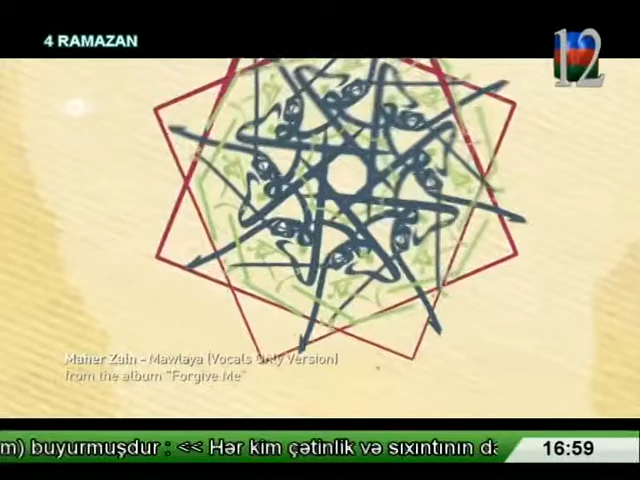 4 RAMAZAN
12
Maher Zain - Mawlaya (Vocals Only Version)
from the album "Forgive Me"
m) buyurmuşdur : << Hər kim çətinlik və sıxıntının də
16:59